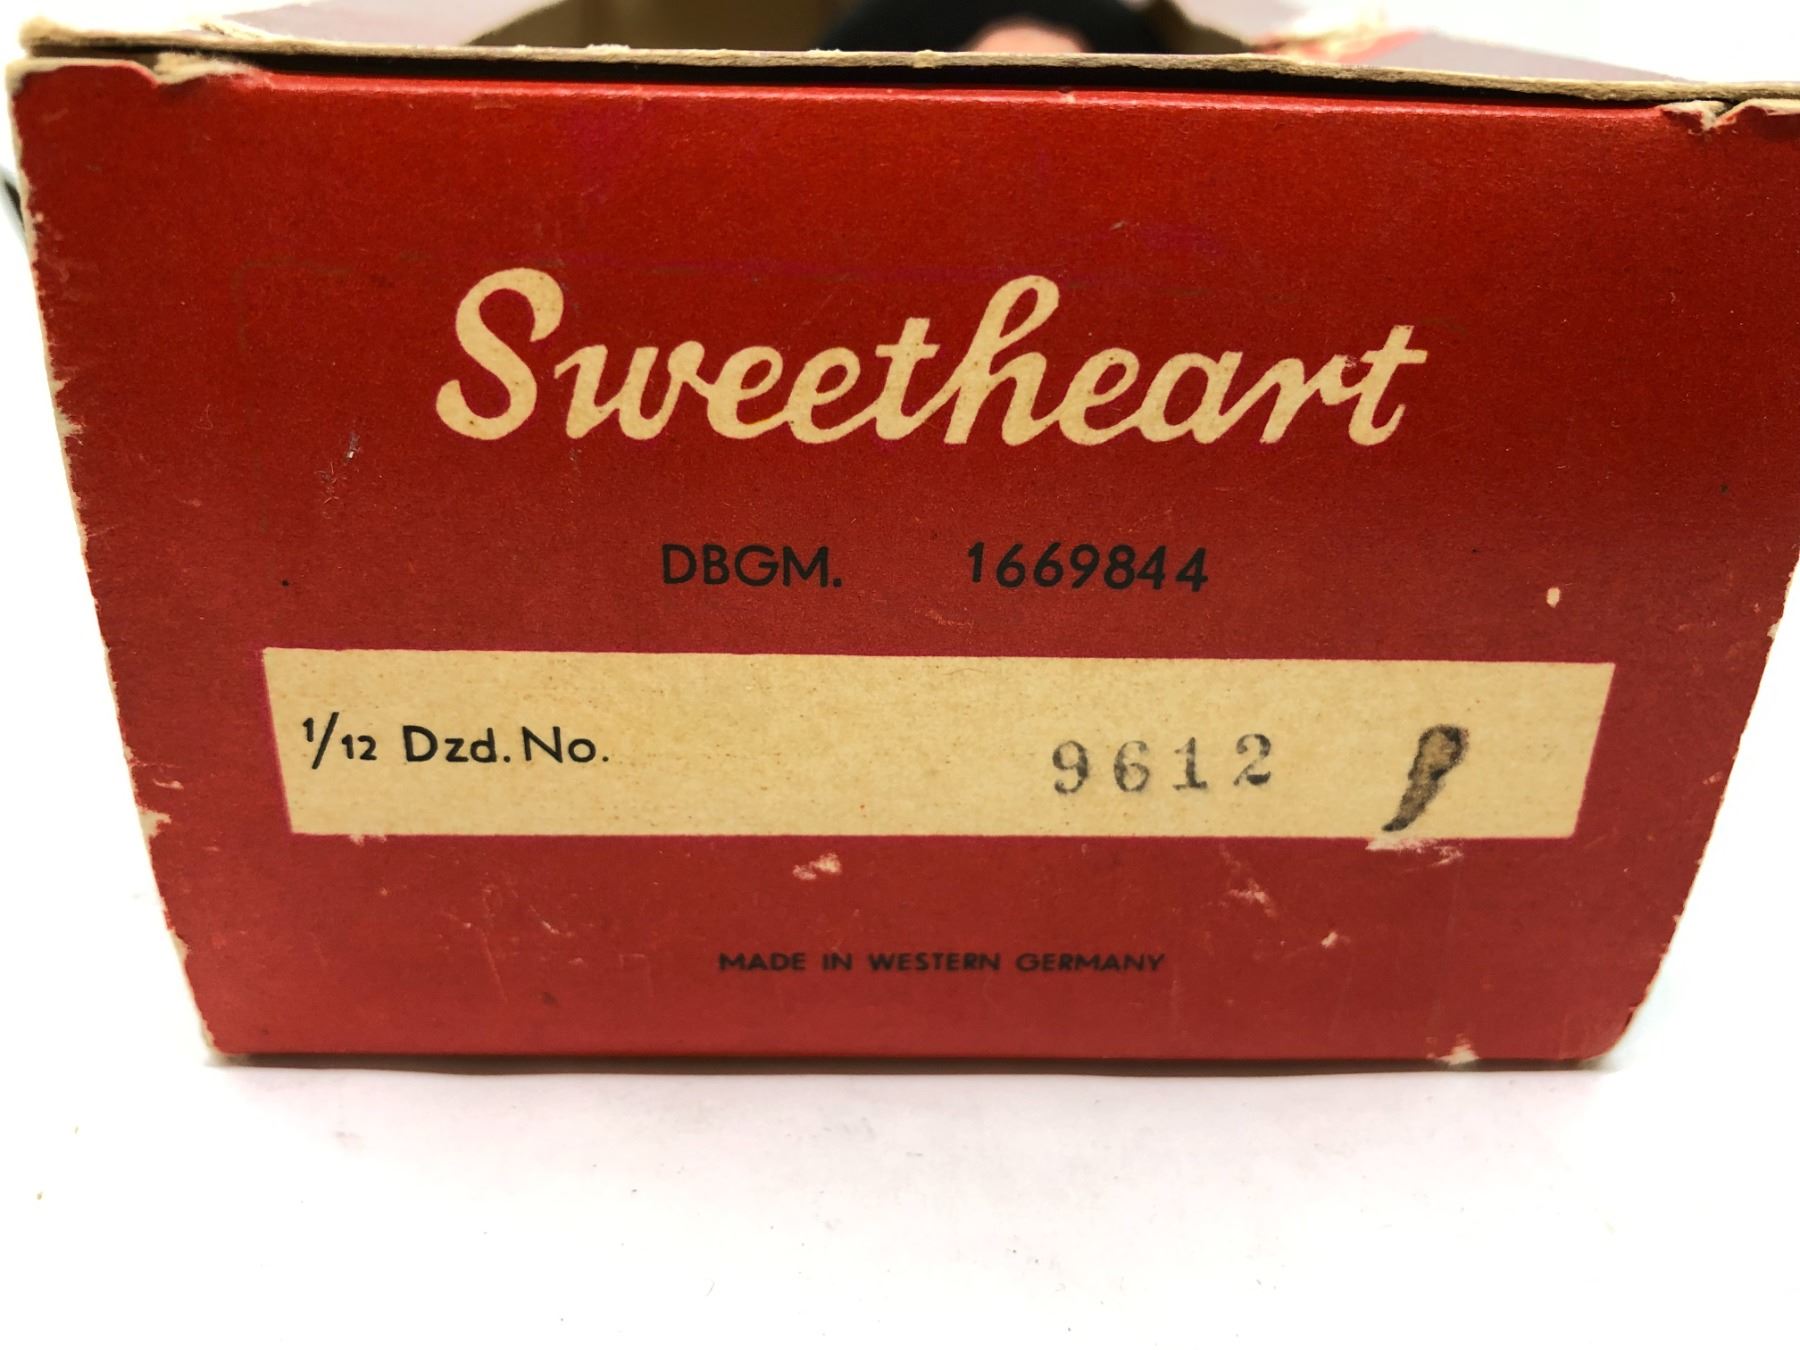 Sweetheart
DBGM. 1669844
1/12 Dzd. No. 9612
MADE IN WESTERN GERMANY